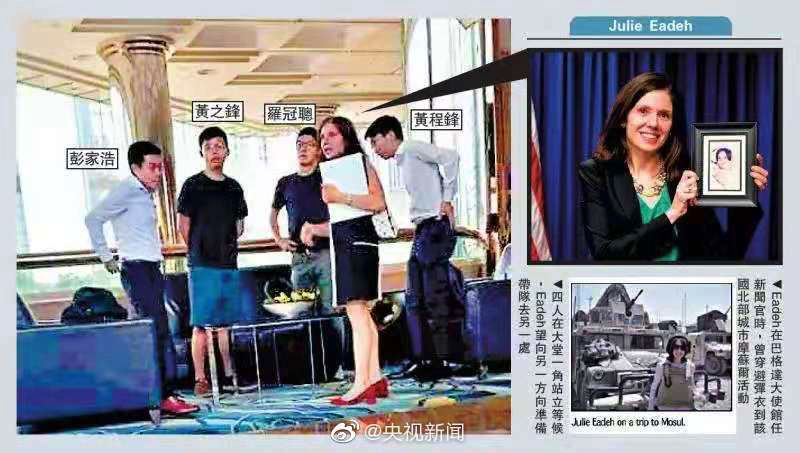 Julie Eadeh
彭家浩
黃之鋒
羅冠聰
黃程鋒
◀Eadeh在巴格達大使館任
新聞官時，曾穿避彈衣到該
國北部城市摩蘇爾活動
◀四人在大堂一角站立等候
，Eadeh望向另一方向準備
帶隊去另一處
Julie Eadeh on a trip to Mosul.
@央视新闻